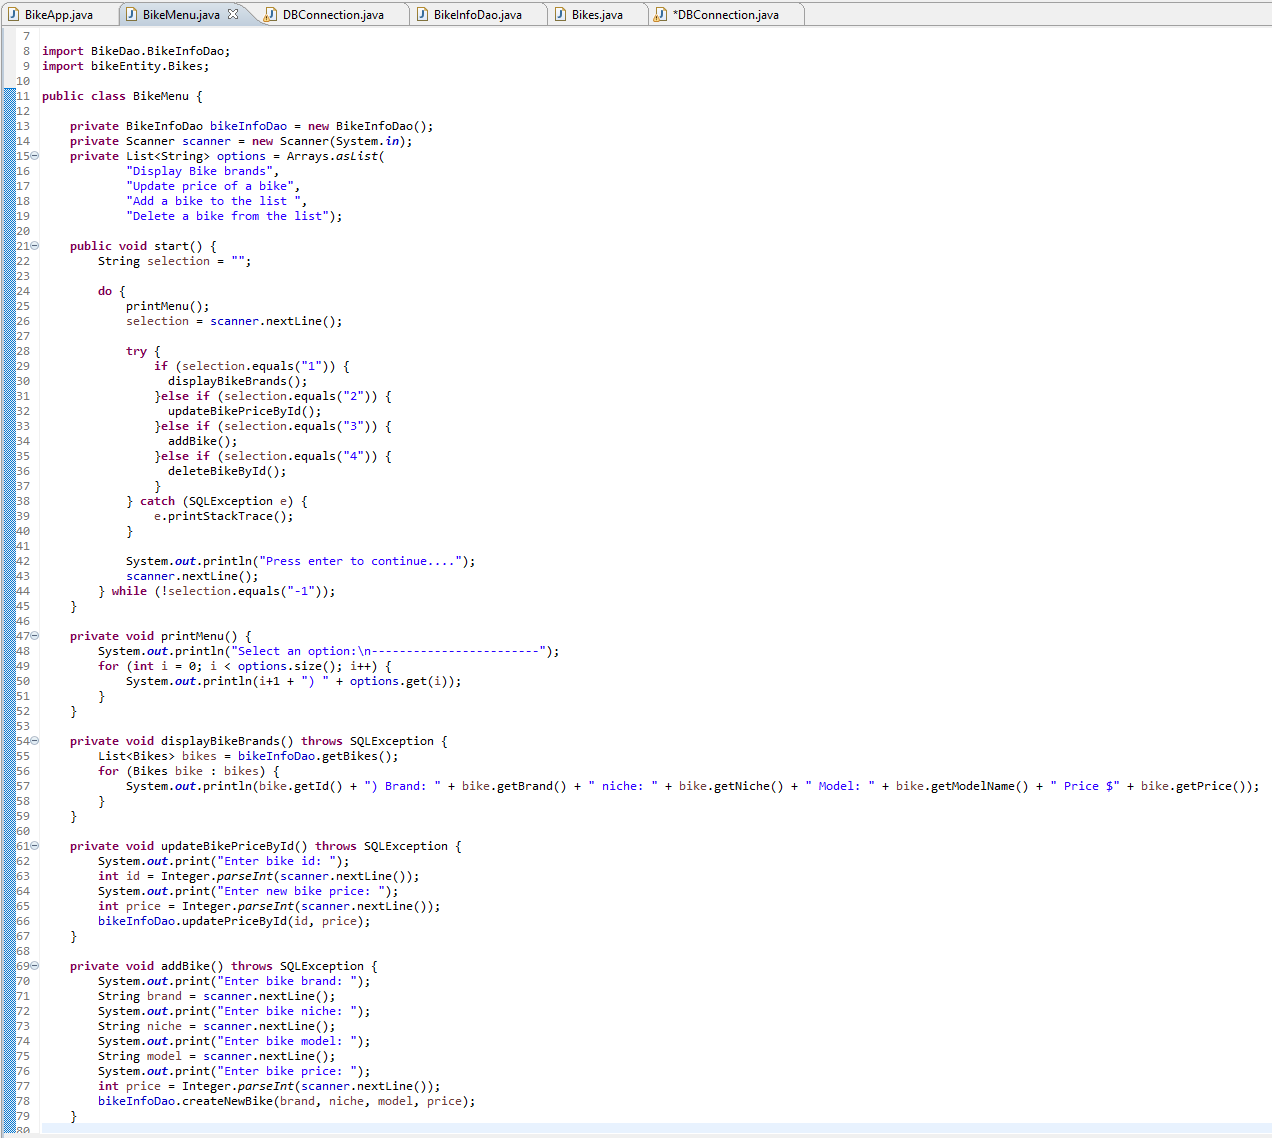 BikeApp.java BikeMenu.java DBConnection.java BikeInfoDao.java Bikes.java *DBConnection.java
7
8 import BikeDao.BikeInfoDao;
9 import bikeEntity.Bikes;
10
11 public class BikeMenu {
12
13 private BikeInfoDao bikeInfoDao = new BikeInfoDao();
14 private Scanner scanner = new Scanner(System.in);
15 private List<String> options = Arrays.asList(
16 "Display Bike brands",
17 "Update price of a bike",
18 "Add a bike to the list ",
19 "Delete a bike from the list");
20
21 public void start() {
22 String selection = "";
23
24 do {
25 printMenu();
26 selection = scanner.nextLine();
27
28 try {
29 if (selection.equals("1")) {
30 displayBikeBrands();
31 }else if (selection.equals("2")) {
32 updateBikePriceById();
33 }else if (selection.equals("3")) {
34 addBike();
35 }else if (selection.equals("4")) {
36 deleteBikeById();
37 }
38 } catch (SQLException e) {
39 e.printStackTrace();
40 }
41
42 System.out.println("Press enter to continue....");
43 scanner.nextLine();
44 } while (!selection.equals("-1"));
45 }
46
47 private void printMenu() {
48 System.out.println("Select an option:\n------------------------");
49 for (int i = 0; i < options.size(); i++) {
50 System.out.println(i+1 + ") " + options.get(i));
51 }
52 }
53
54 private void displayBikeBrands() throws SQLException {
55 List<Bikes> bikes = bikeInfoDao.getBikes();
56 for (Bikes bike : bikes) {
57 System.out.println(bike.getId() + ") Brand: " + bike.getBrand() + " niche: " + bike.getNiche() + " Model: " + bike.getModelName() + " Price $" + bike.getPrice());
58 }
59 }
60
61 private void updateBikePriceById() throws SQLException {
62 System.out.print("Enter bike id: ");
63 int id = Integer.parseInt(scanner.nextLine());
64 System.out.print("Enter new bike price: ");
65 int price = Integer.parseInt(scanner.nextLine());
66 bikeInfoDao.updatePriceById(id, price);
67 }
68
69 private void addBike() throws SQLException {
70 System.out.print("Enter bike brand: ");
71 String brand = scanner.nextLine();
72 System.out.print("Enter bike niche: ");
73 String niche = scanner.nextLine();
74 System.out.print("Enter bike model: ");
75 String model = scanner.nextLine();
76 System.out.print("Enter bike price: ");
77 int price = Integer.parseInt(scanner.nextLine());
78 bikeInfoDao.createNewBike(brand, niche, model, price);
79 }
80